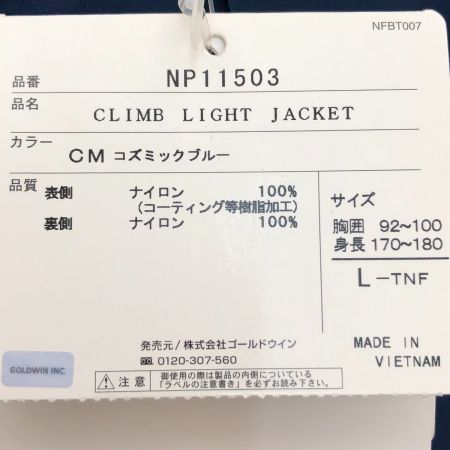 NFBT007
品番 NP11503
品名 CLIMB LIGHT JACKET
カラー CM コズミックブルー
品質 表側 ナイロン 100%
(コーティング等樹脂加工)
裏側 ナイロン 100%
サイズ
胸囲 92~100
身長 170~180
L-TNF
発売元/株式会社ゴールドウイン
0120-307-560
MADE IN
VIETNAM
GOLDWIN INC.
注意 御使用の際は製品の内側についている
「ラベルの注意書き」を必ずお読み下さい。